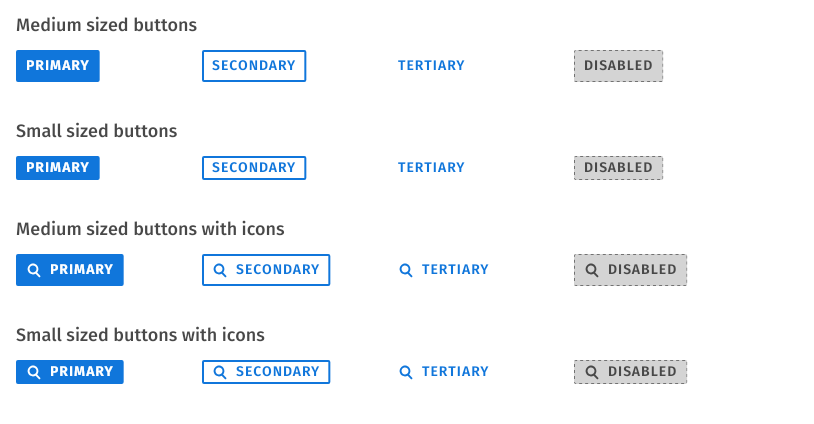 Medium sized buttons
PRIMARY SECONDARY TERTIARY DISABLED
Small sized buttons
PRIMARY SECONDARY TERTIARY DISABLED
Medium sized buttons with icons
PRIMARY SECONDARY TERTIARY DISABLED
Small sized buttons with icons
PRIMARY SECONDARY TERTIARY DISABLED